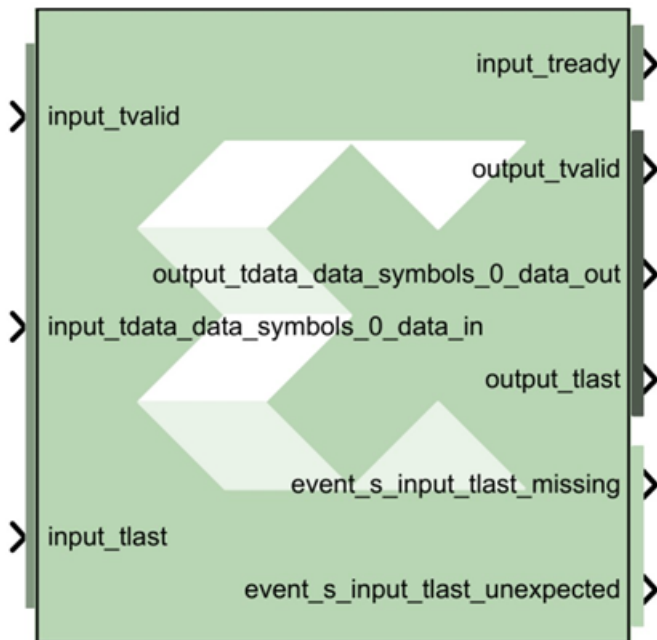 input_tready
input_tvalid
output_tvalid
output_tdata_data_symbols_0_data_out
input_tdata_data_symbols_0_data_in
output_tlast
event_s_input_tlast_missing
input_tlast
event_s_input_tlast_unexpected